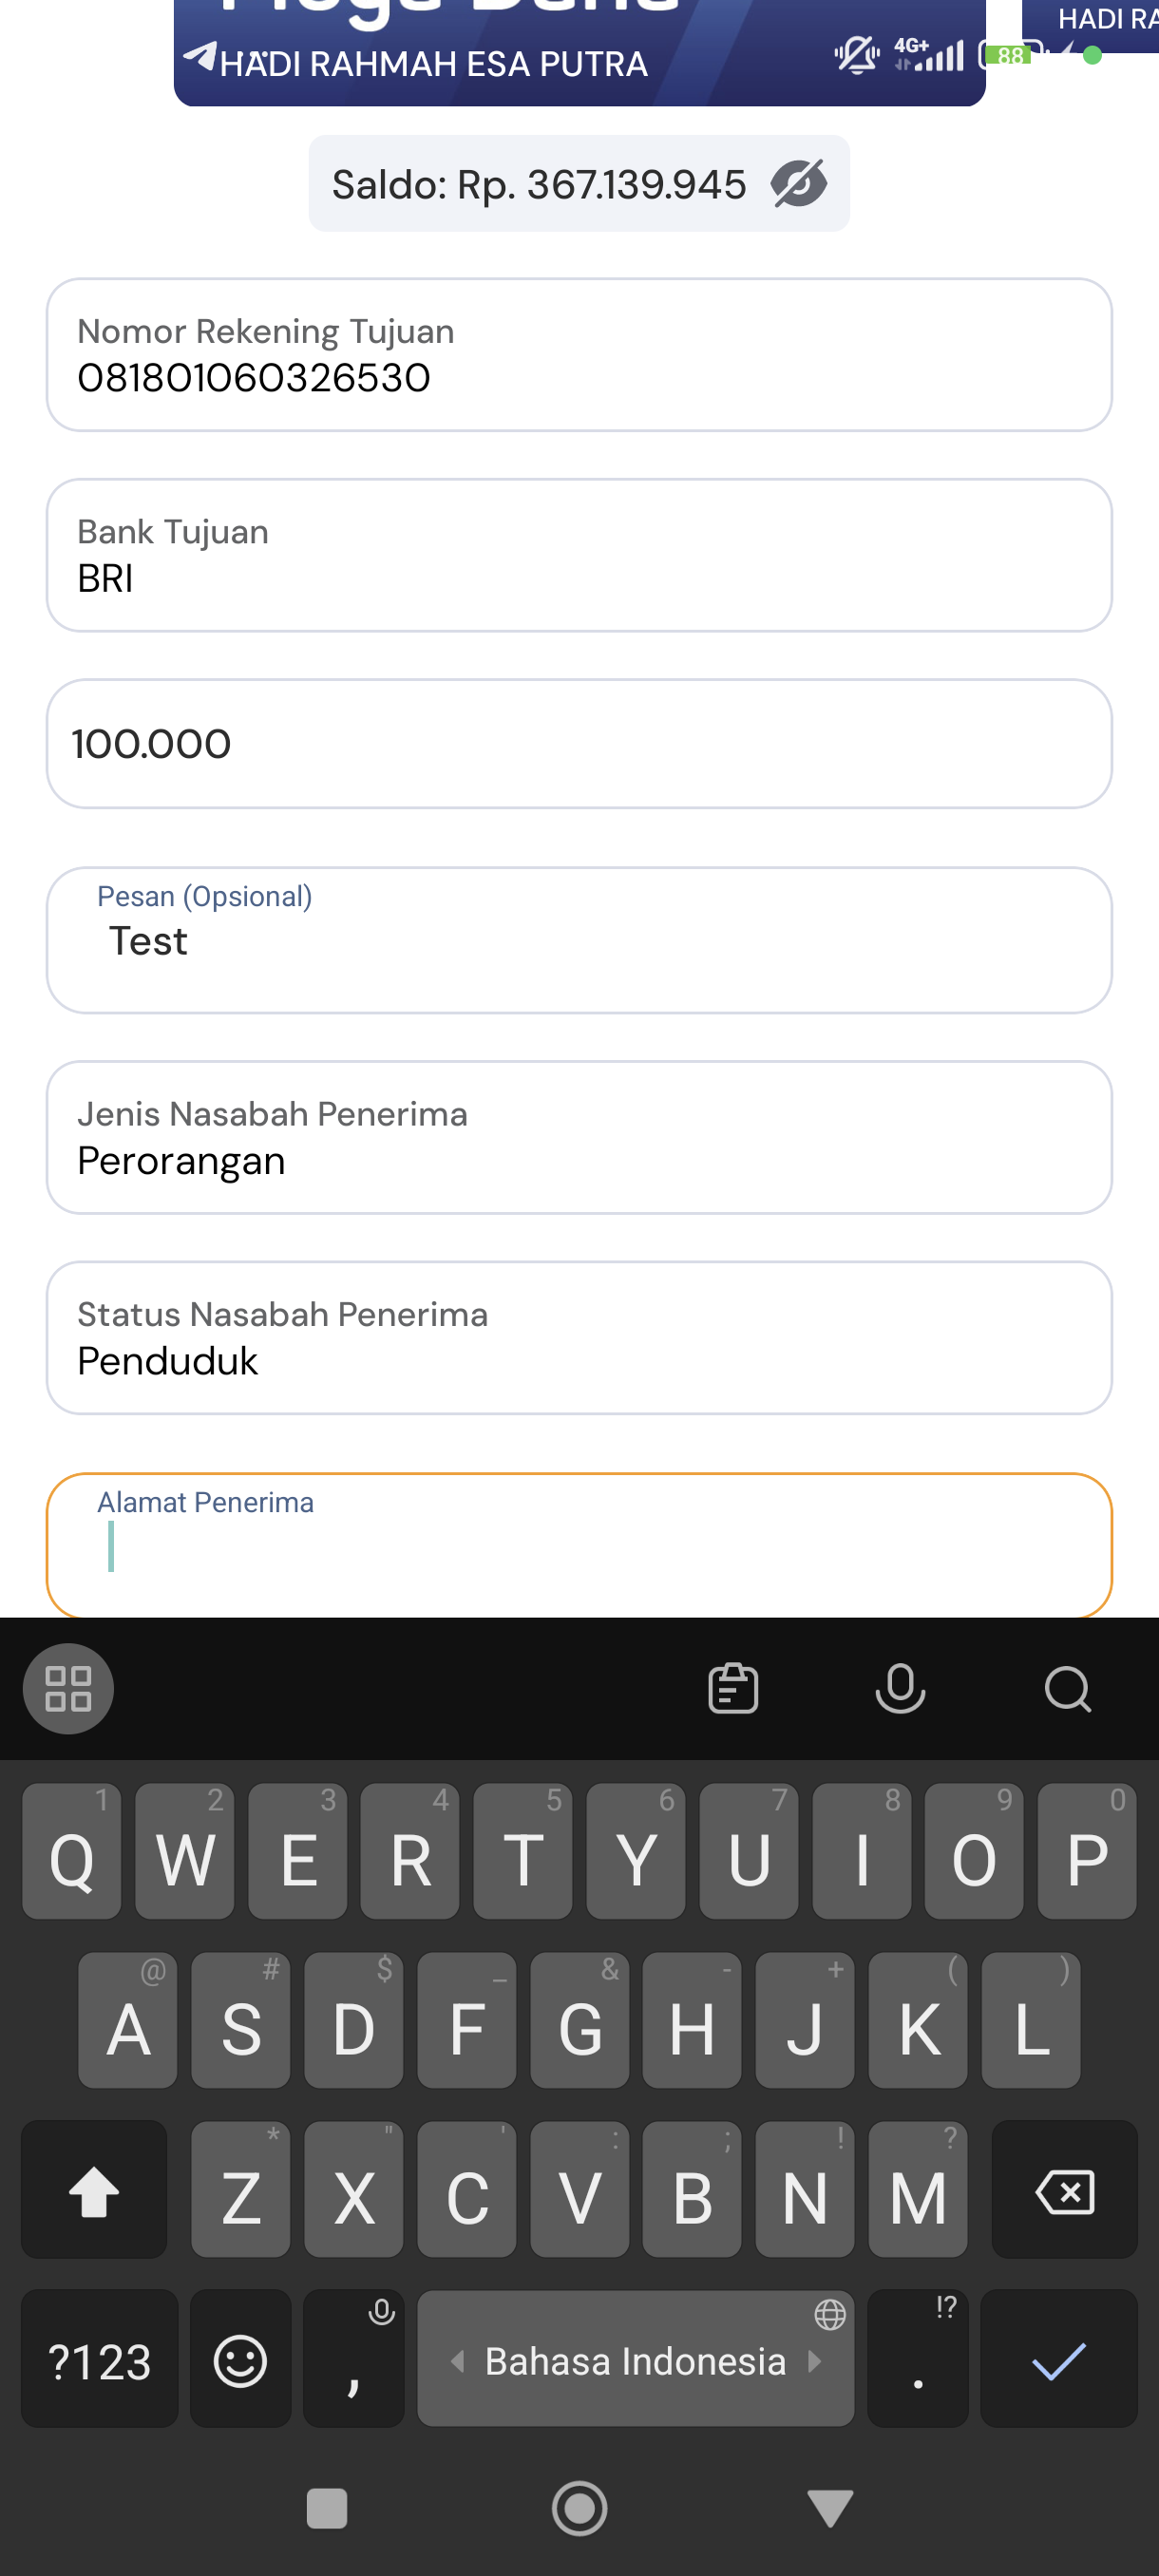 HADI RA
HADI RAHMAH ESA PUTRA
4G+
88
Saldo: Rp. 367.139.945
Nomor Rekening Tujuan
081801060326530
Bank Tujuan
BRI
100.000
Pesan (Opsional)
Test
Jenis Nasabah Penerima
Perorangan
Status Nasabah Penerima
Penduduk
Alamat Penerima
1 2 3 4 5 6 7 8 9 0
Q W E R T Y U I O P
@ # $ _ & - + ( )
A S D F G H J K L
* " ' : ; ! ?
Z X C V B N M
!?
?123 , Bahasa Indonesia .